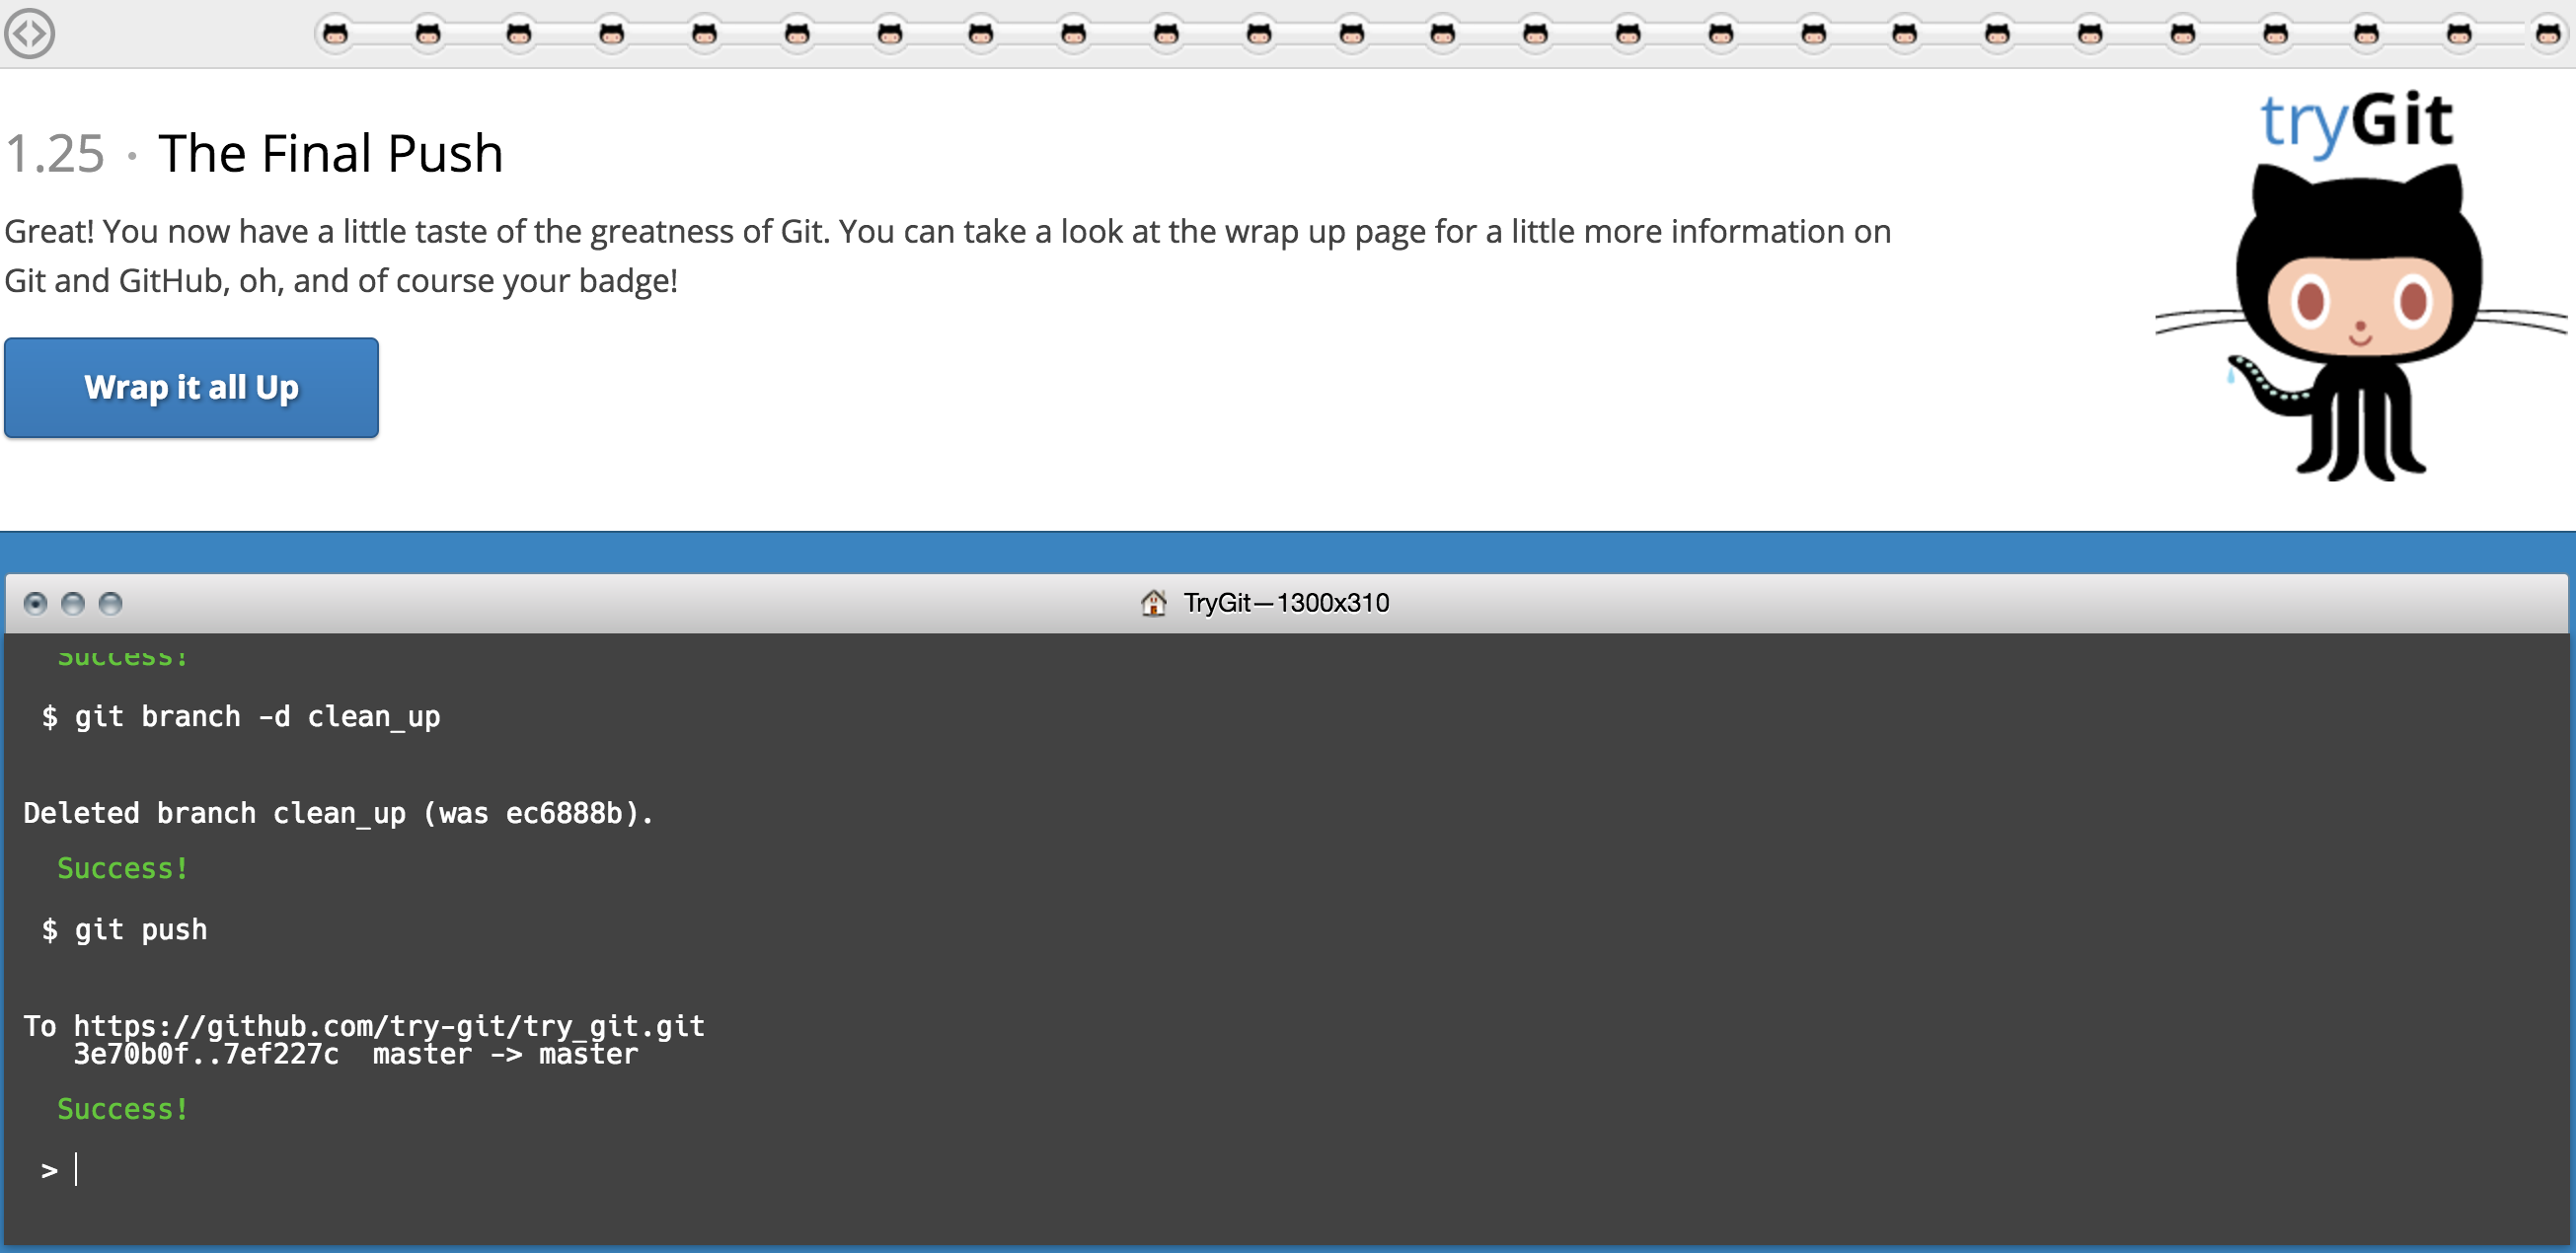 tryGit
1.25 · The Final Push
Great! You now have a little taste of the greatness of Git. You can take a look at the wrap up page for a little more information on
Git and GitHub, oh, and of course your badge!
Wrap it all Up
TryGit—1300x310
Success!
$ git branch -d clean_up
Deleted branch clean_up (was ec6888b).
Success!
$ git push
To https://github.com/try-git/try_git.git
3e70b0f..7ef227c  master -> master
Success!
>